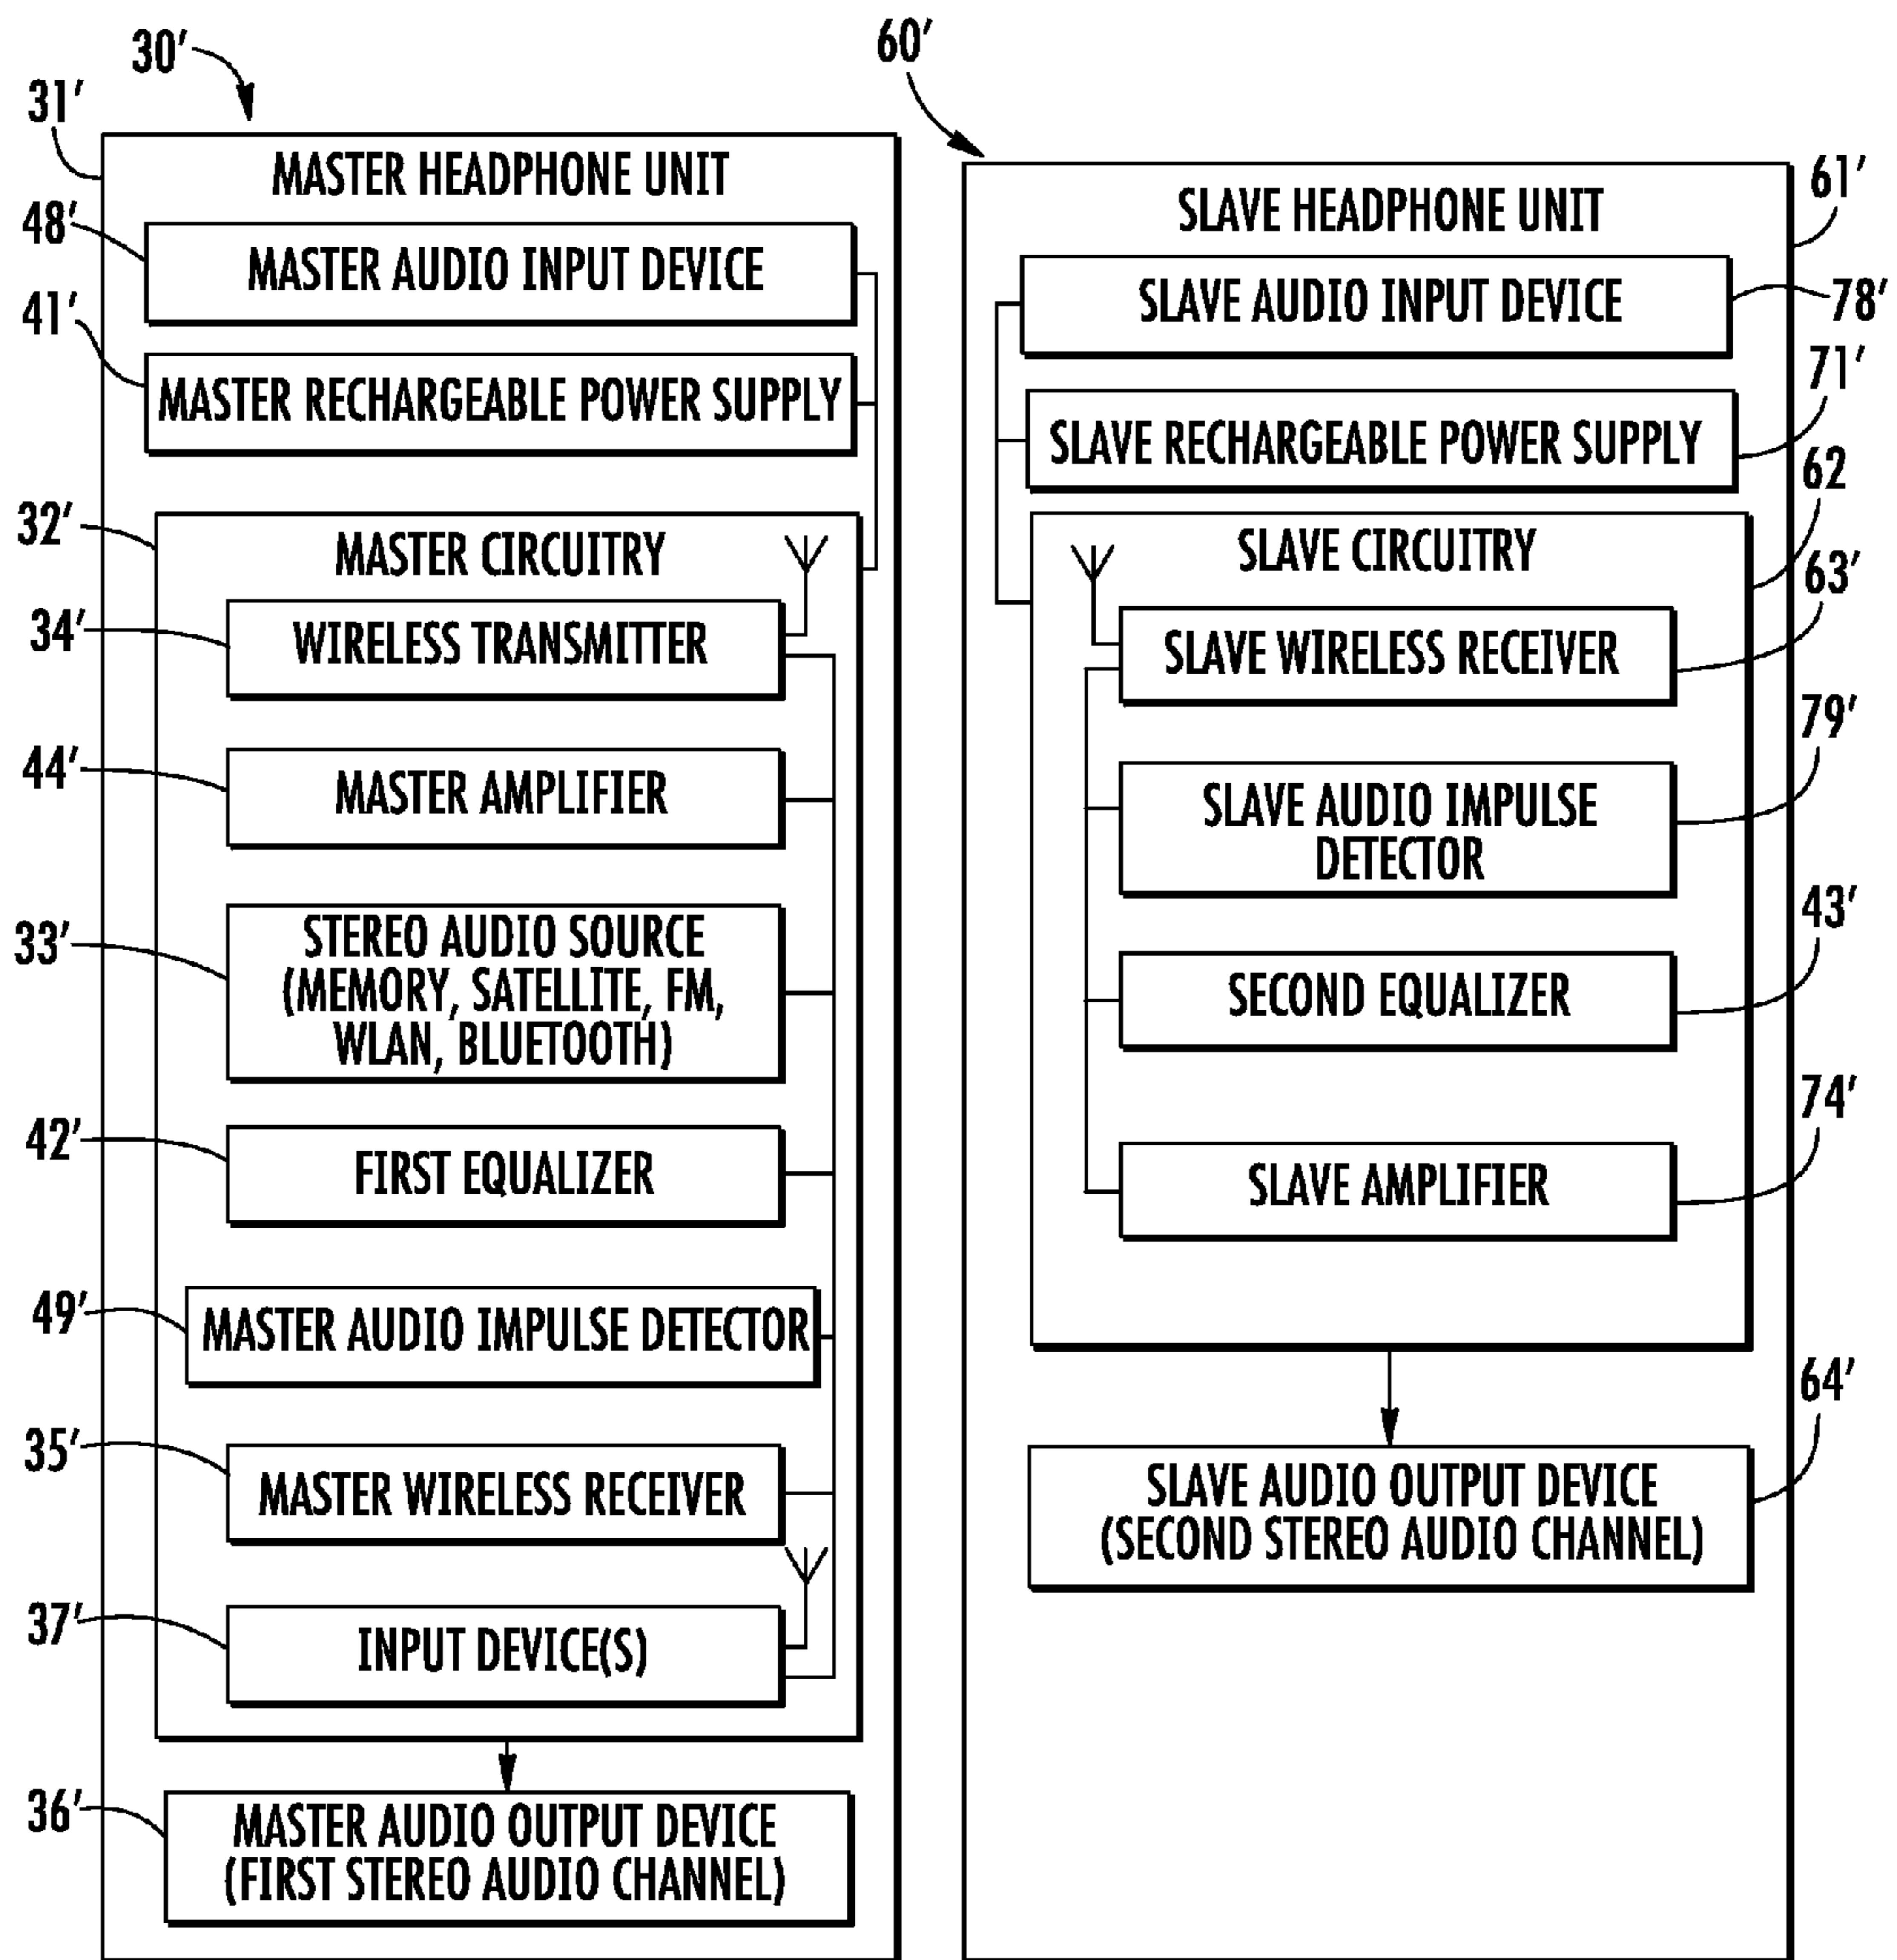 30'
31'
MASTER HEADPHONE UNIT
48'
MASTER AUDIO INPUT DEVICE
41'
MASTER RECHARGEABLE POWER SUPPLY
32'
MASTER CIRCUITRY
34'
WIRELESS TRANSMITTER
44'
MASTER AMPLIFIER
33'
STEREO AUDIO SOURCE
(MEMORY, SATELLITE, FM,
WLAN, BLUETOOTH)
42'
FIRST EQUALIZER
49'
MASTER AUDIO IMPULSE DETECTOR
35'
MASTER WIRELESS RECEIVER
37'
INPUT DEVICE(S)
36'
MASTER AUDIO OUTPUT DEVICE
(FIRST STEREO AUDIO CHANNEL)
60'
61'
SLAVE HEADPHONE UNIT
SLAVE AUDIO INPUT DEVICE
78'
71'
SLAVE RECHARGEABLE POWER SUPPLY
62
SLAVE CIRCUITRY
63'
SLAVE WIRELESS RECEIVER
79'
SLAVE AUDIO IMPULSE
DETECTOR
43'
SECOND EQUALIZER
74'
SLAVE AMPLIFIER
64'
SLAVE AUDIO OUTPUT DEVICE
(SECOND STEREO AUDIO CHANNEL)